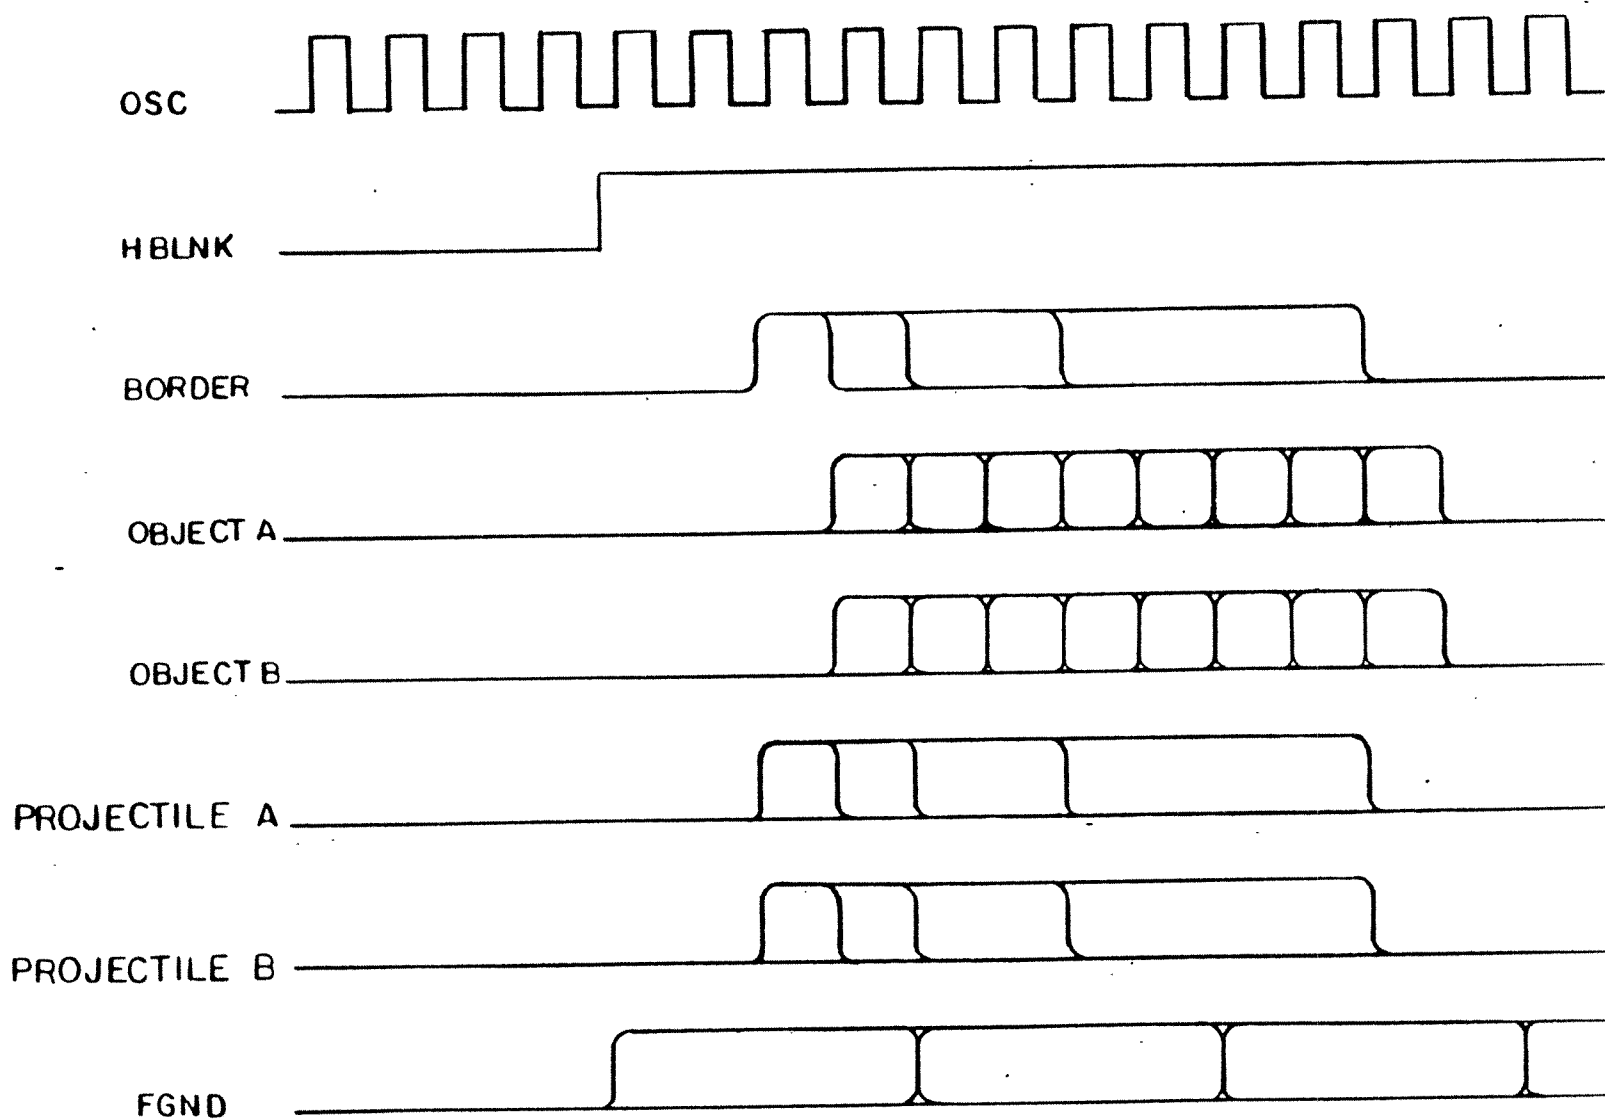 OSC
HBLNK
BORDER
OBJECT A
OBJECT B
PROJECTILE A
PROJECTILE B
FGND